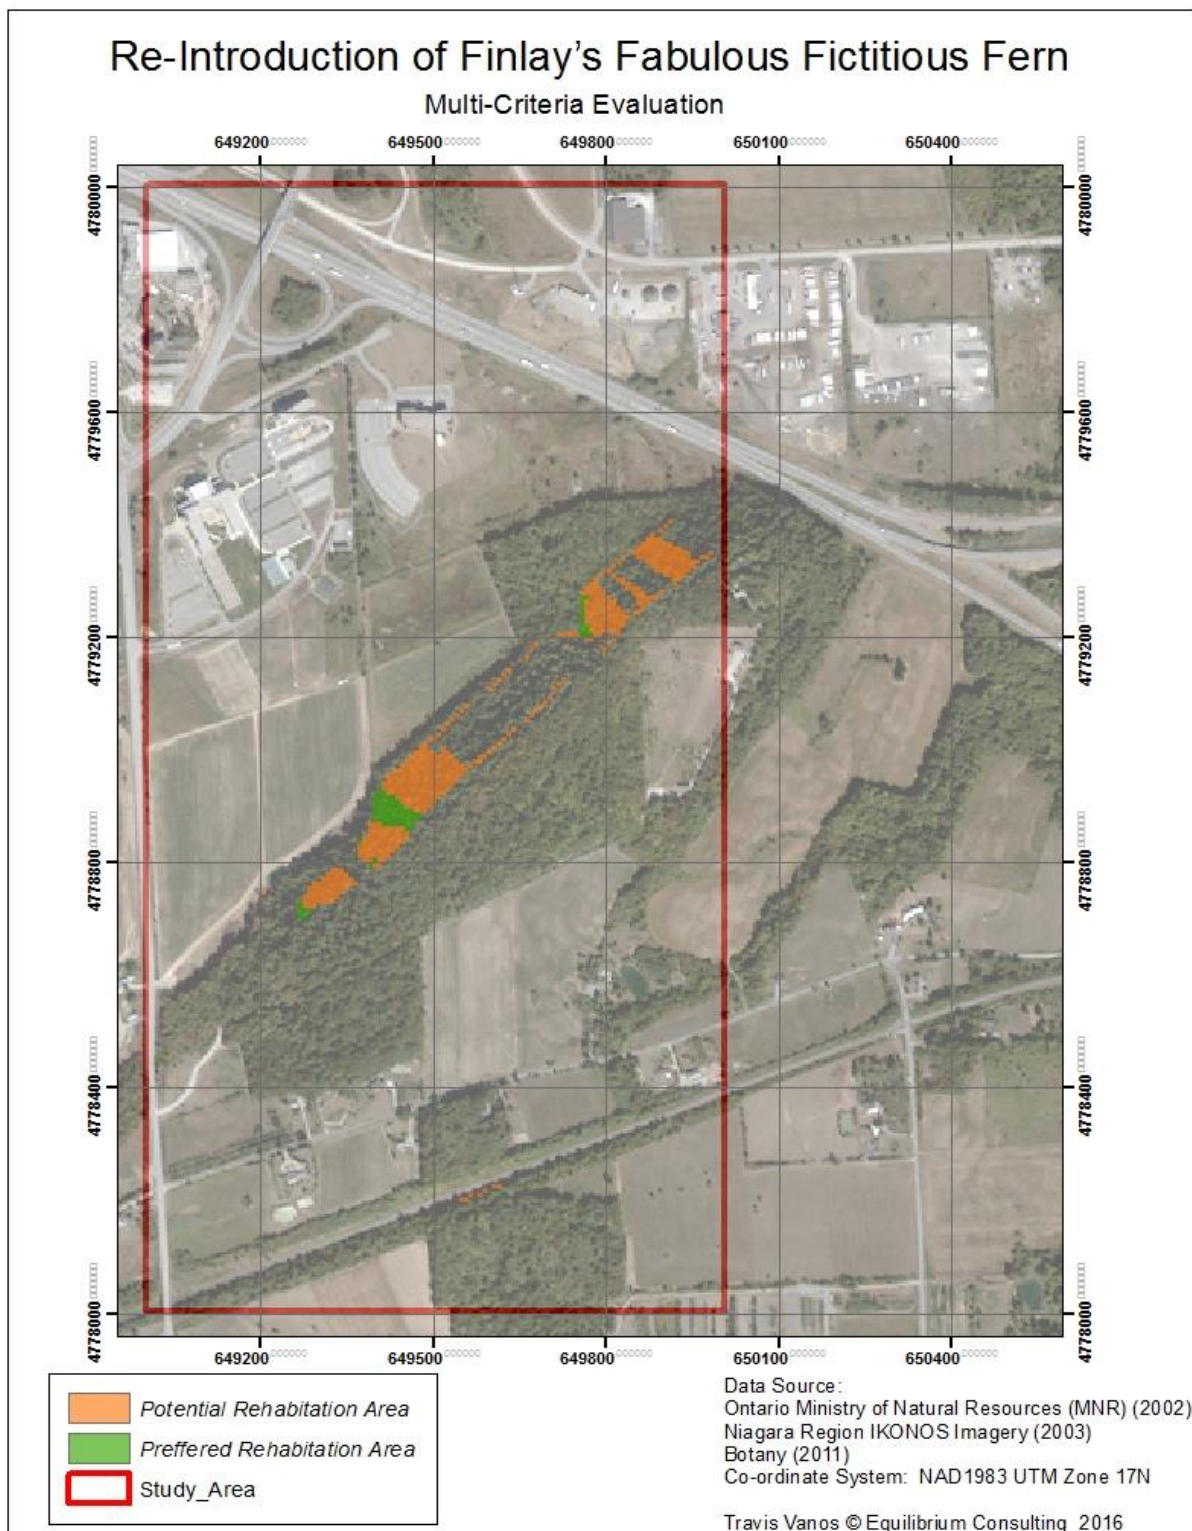 Re-Introduction of Finlay's Fabulous Fictitious Fern
Multi-Criteria Evaluation
649200 649500 649800 650100 650400
4780000 4780000
4779600 4779600
4779200 4779200
4778800 4778800
4778400 4778400
4778000 4778000
649200 649500 649800 650100 650400
Potential Rehabitation Area
Preffered Rehabitation Area
Study_Area
Data Source:
Ontario Ministry of Natural Resources (MNR) (2002)
Niagara Region IKONOS Imagery (2003)
Botany (2011)
Co-ordinate System: NAD1983 UTM Zone 17N
Travis Vanos © Equilibrium Consulting 2016